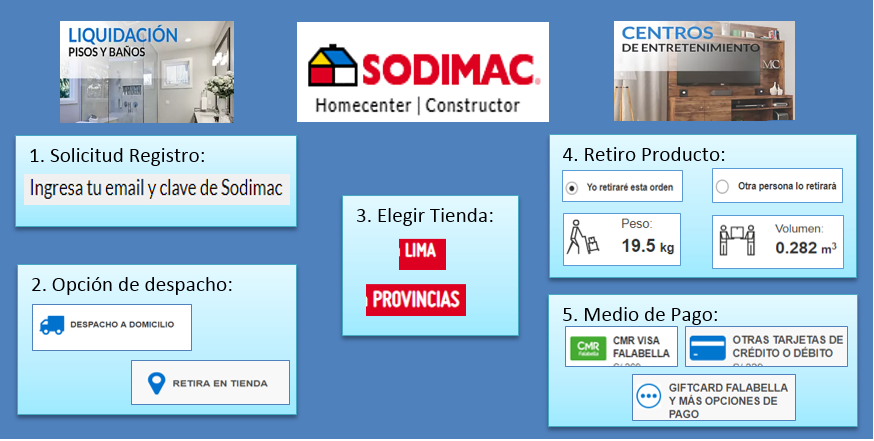 LIQUIDACIÓN
PISOS Y BAÑOS
SODIMAC
Homecenter | Constructor
CENTROS
DE ENTRETENIMIENTO
1. Solicitud Registro:
Ingresa tu email y clave de Sodimac
2. Opción de despacho:
DESPACHO A DOMICILIO
RETIRA EN TIENDA
3. Elegir Tienda:
LIMA
PROVINCIAS
4. Retiro Producto:
Yo retiraré esta orden
Otra persona lo retirará
Peso:
19.5 kg
Volumen:
0.282 m³
5. Medio de Pago:
CMR
Falabella
CMR VISA
FALABELLA
OTRAS TARJETAS DE
CRÉDITO O DÉBITO
GIFTCARD FALABELLA
Y MÁS OPCIONES DE
PAGO